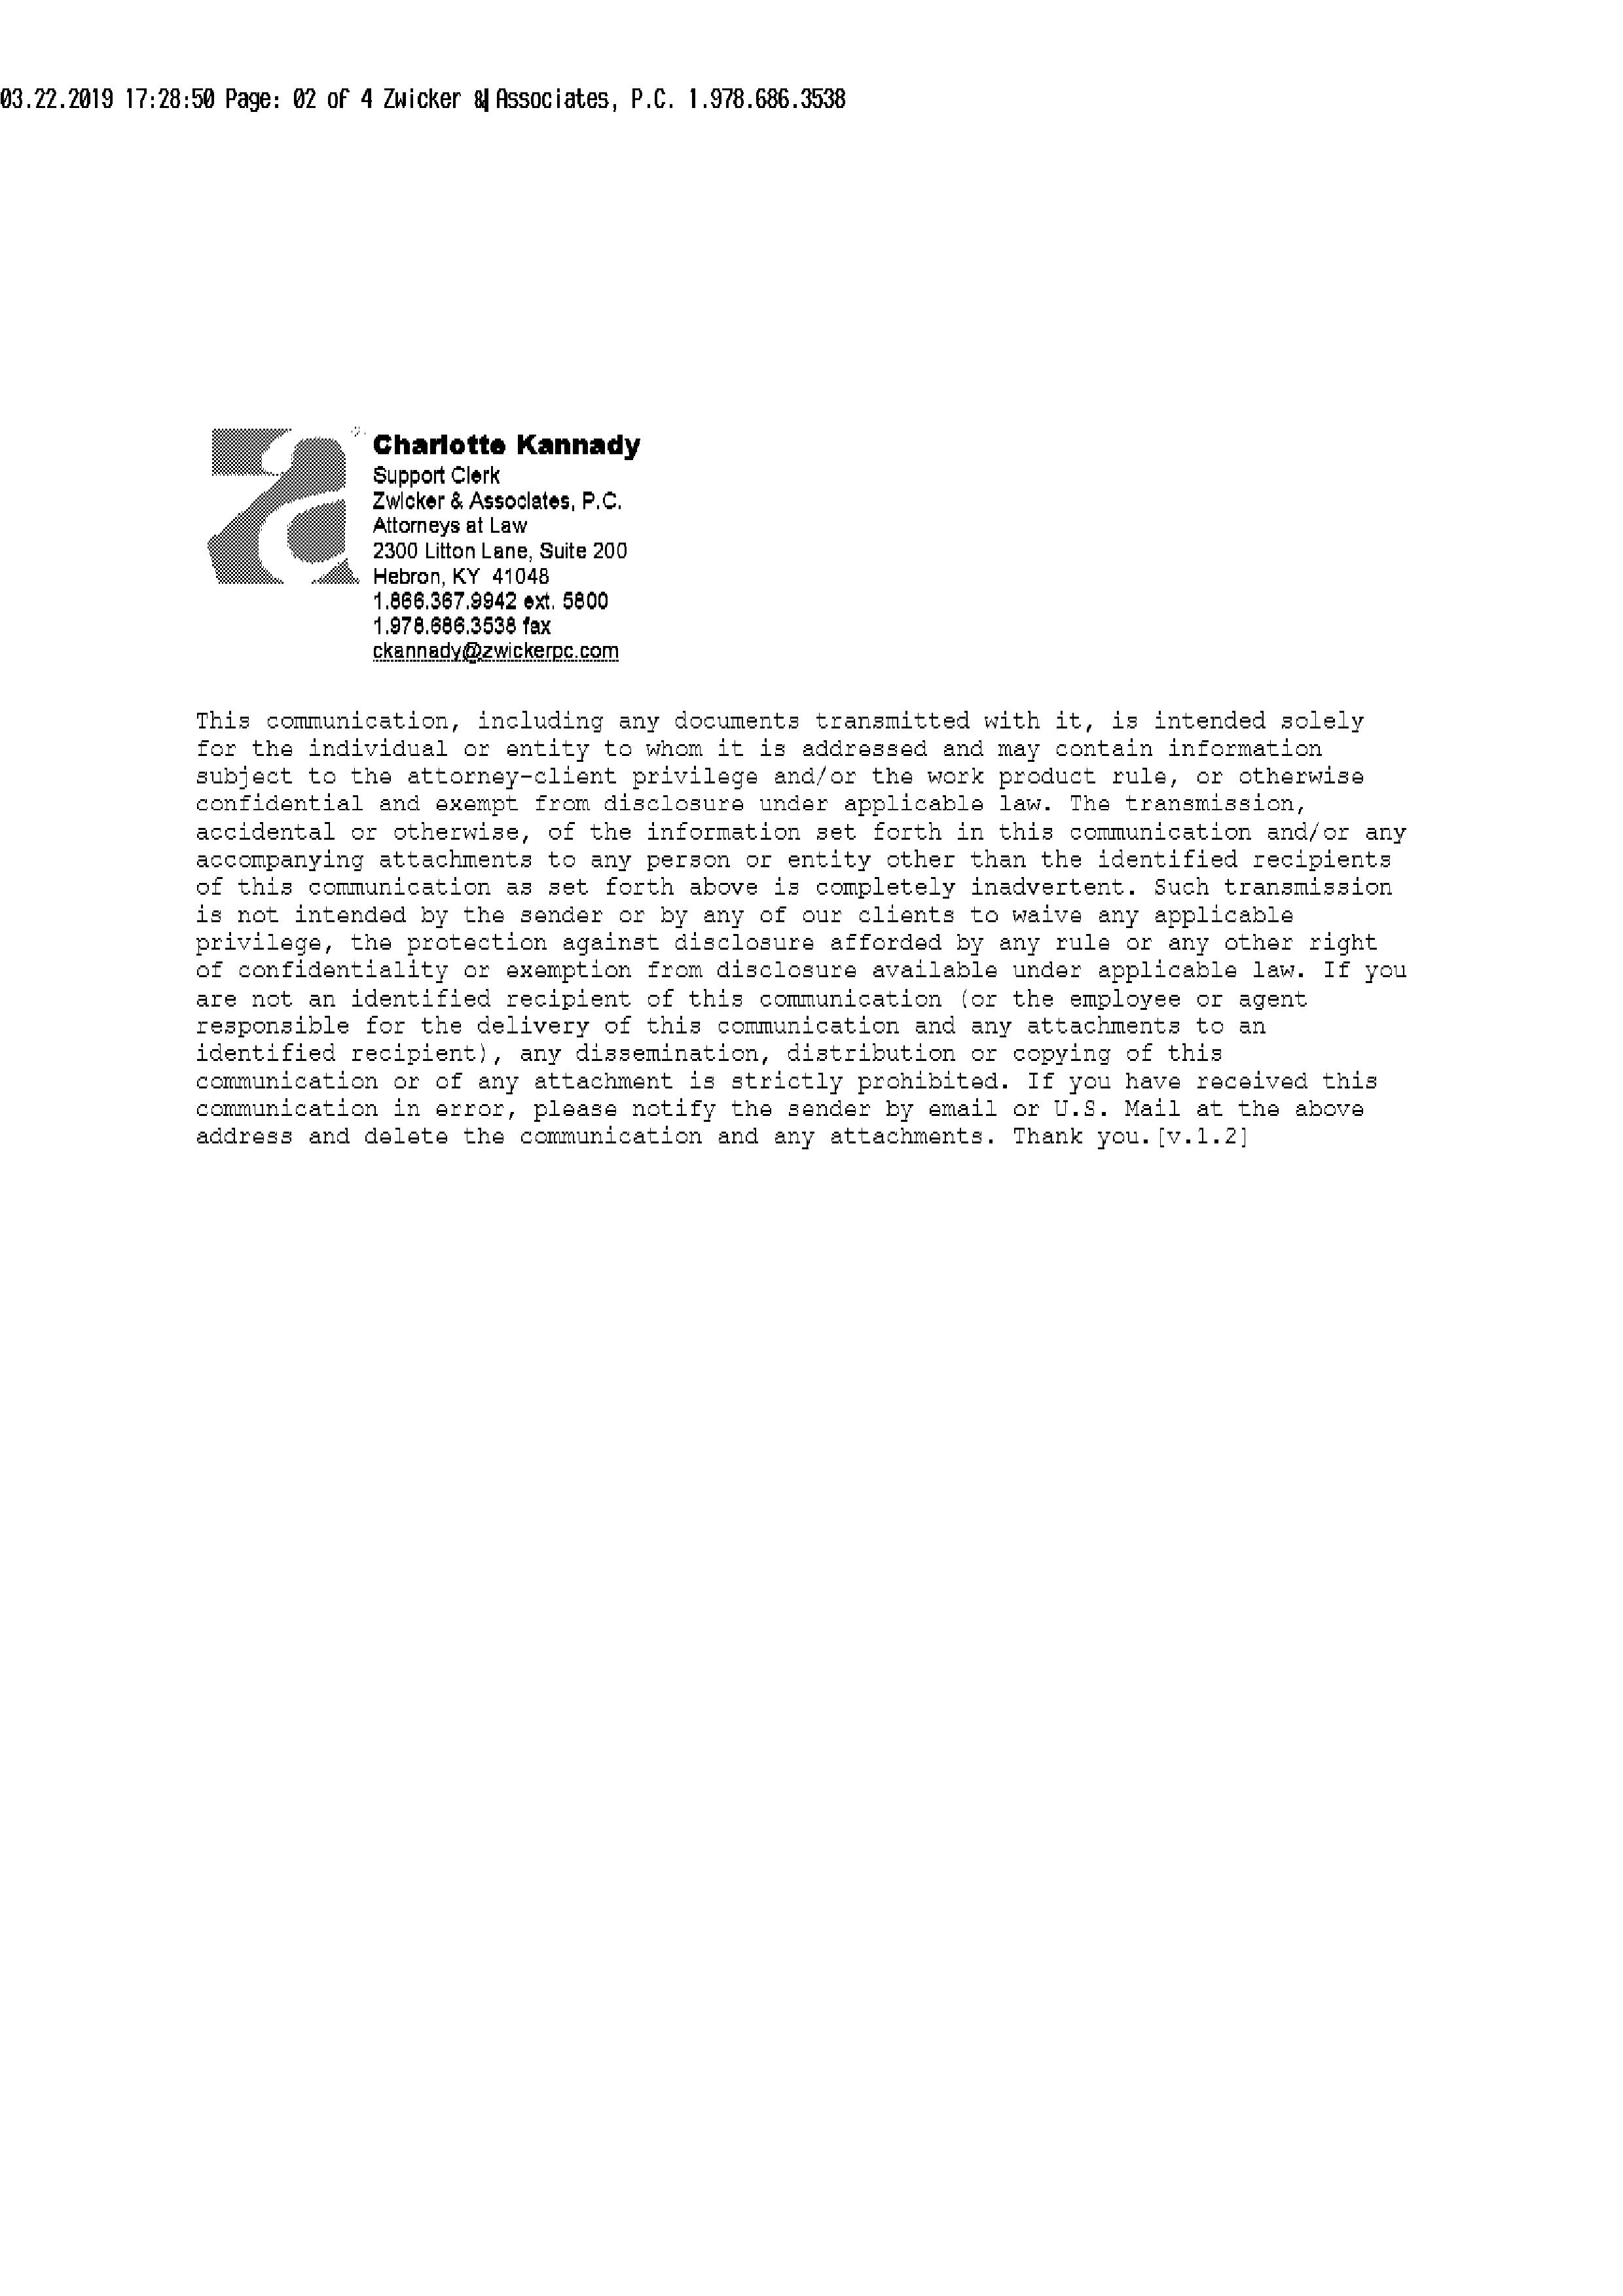 03.22.2019 17:28:50 Page: 02 of 4 Zwicker & Associates, P.C. 1.978.686.3538
Charlotte Kannady
Support Clerk
Zwicker & Associates, P.C.
Attorneys at Law
2300 Litton Lane, Suite 200
Hebron, KY 41048
1.866.367.9942 ext. 5800
1.978.686.3538 fax
ckannady@zwickerpc.com
This communication, including any documents transmitted with it, is intended solely
for the individual or entity to whom it is addressed and may contain information
subject to the attorney-client privilege and/or the work product rule, or otherwise
confidential and exempt from disclosure under applicable law. The transmission,
accidental or otherwise, of the information set forth in this communication and/or any
accompanying attachments to any person or entity other than the identified recipients
of this communication as set forth above is completely inadvertent. Such transmission
is not intended by the sender or by any of our clients to waive any applicable
privilege, the protection against disclosure afforded by any rule or any other right
of confidentiality or exemption from disclosure available under applicable law. If you
are not an identified recipient of this communication (or the employee or agent
responsible for the delivery of this communication and any attachments to an
identified recipient), any dissemination, distribution or copying of this
communication or of any attachment is strictly prohibited. If you have received this
communication in error, please notify the sender by email or U.S. Mail at the above
address and delete the communication and any attachments. Thank you.[v.1.2]